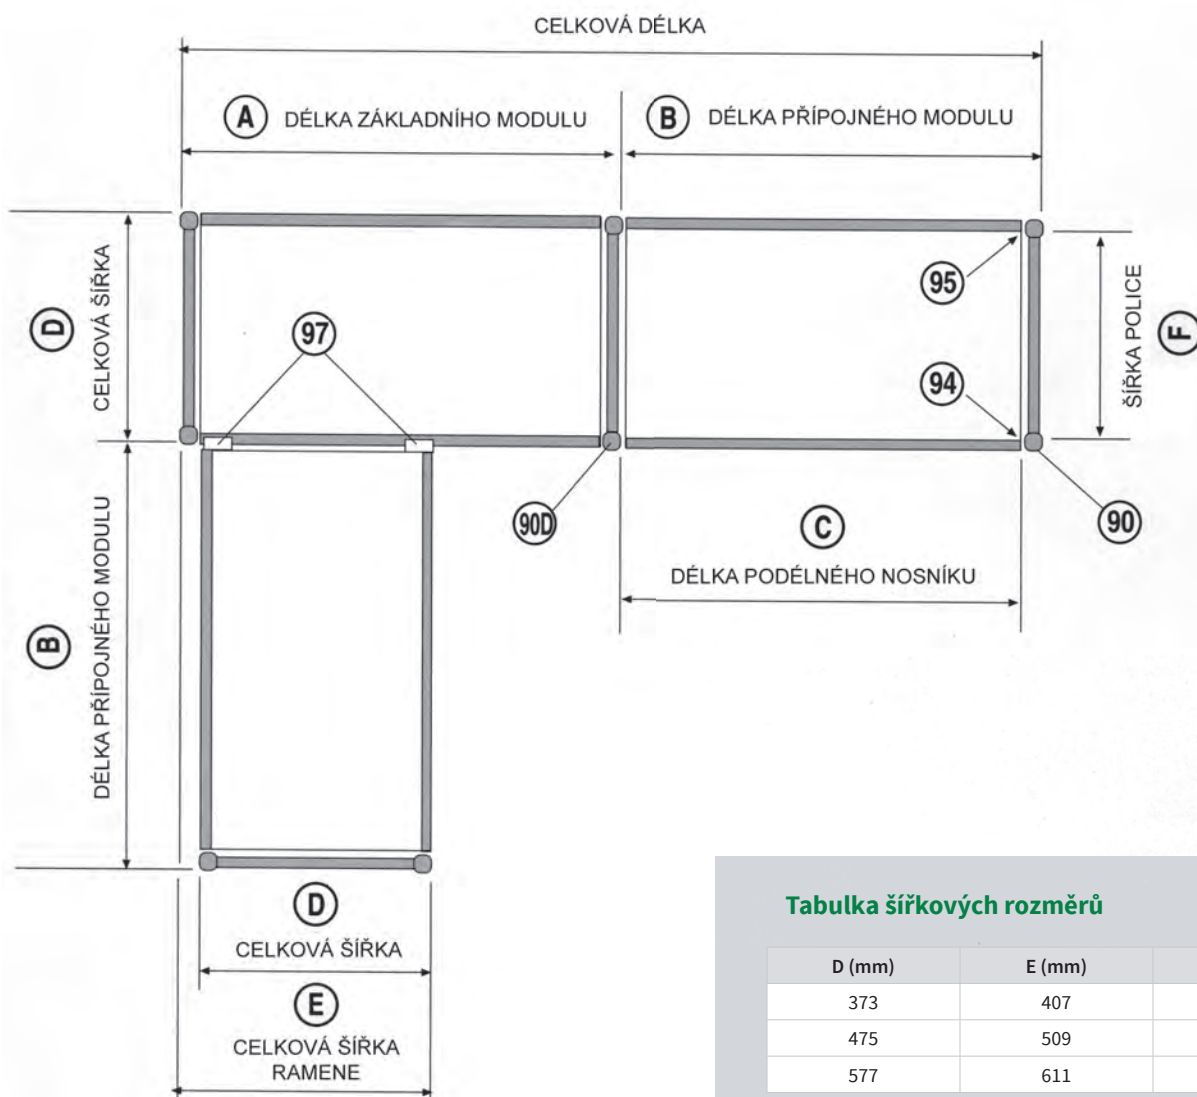 CELKOVÁ DÉLKA
A DÉLKA ZÁKLADNÍHO MODULU
B DÉLKA PŘÍPOJNÉHO MODULU
D
CELKOVÁ ŠÍŘKA
97
95
94
ŠÍŘKA POLICE
F
90D
90
C
DÉLKA PODÉLNÉHO NOSNÍKU
B
DÉLKA PŘÍPOJNÉHO MODULU
D
CELKOVÁ ŠÍŘKA
E
CELKOVÁ ŠÍŘKA
RAMENE
Tabulka šířkových rozměrů
D (mm) E (mm)
373 407
475 509
577 611